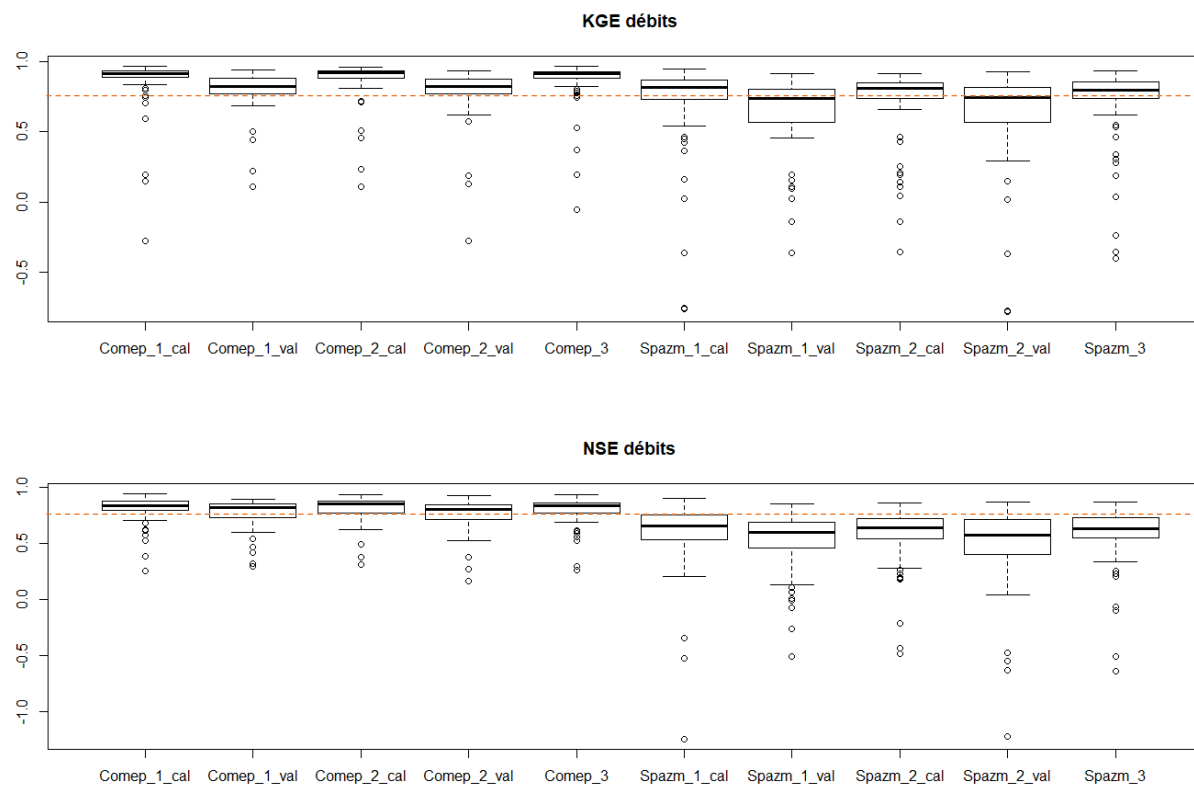 KGE débits
1.0
0.5
0.0
-0.5
Comep_1_cal Comep_1_val Comep_2_cal Comep_2_val Comep_3 Spazm_1_cal Spazm_1_val Spazm_2_cal Spazm_2_val Spazm_3
NSE débits
1.0
0.5
0.0
-0.5
-1.0
Comep_1_cal Comep_1_val Comep_2_cal Comep_2_val Comep_3 Spazm_1_cal Spazm_1_val Spazm_2_cal Spazm_2_val Spazm_3